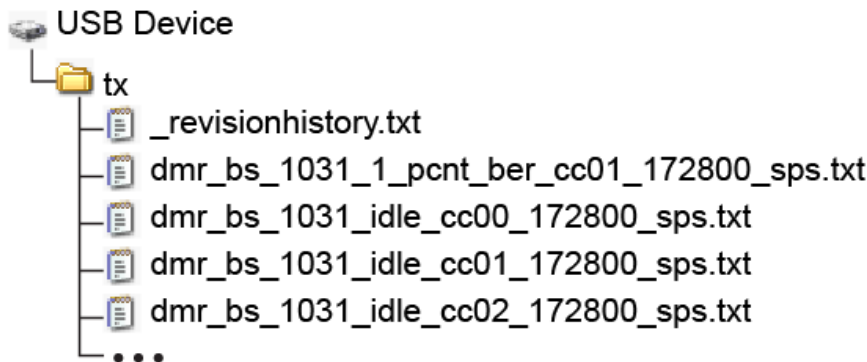 USB Device
tx
_revisionhistory.txt
dmr_bs_1031_1_pcnt_ber_cc01_172800_sps.txt
dmr_bs_1031_idle_cc00_172800_sps.txt
dmr_bs_1031_idle_cc01_172800_sps.txt
dmr_bs_1031_idle_cc02_172800_sps.txt
...